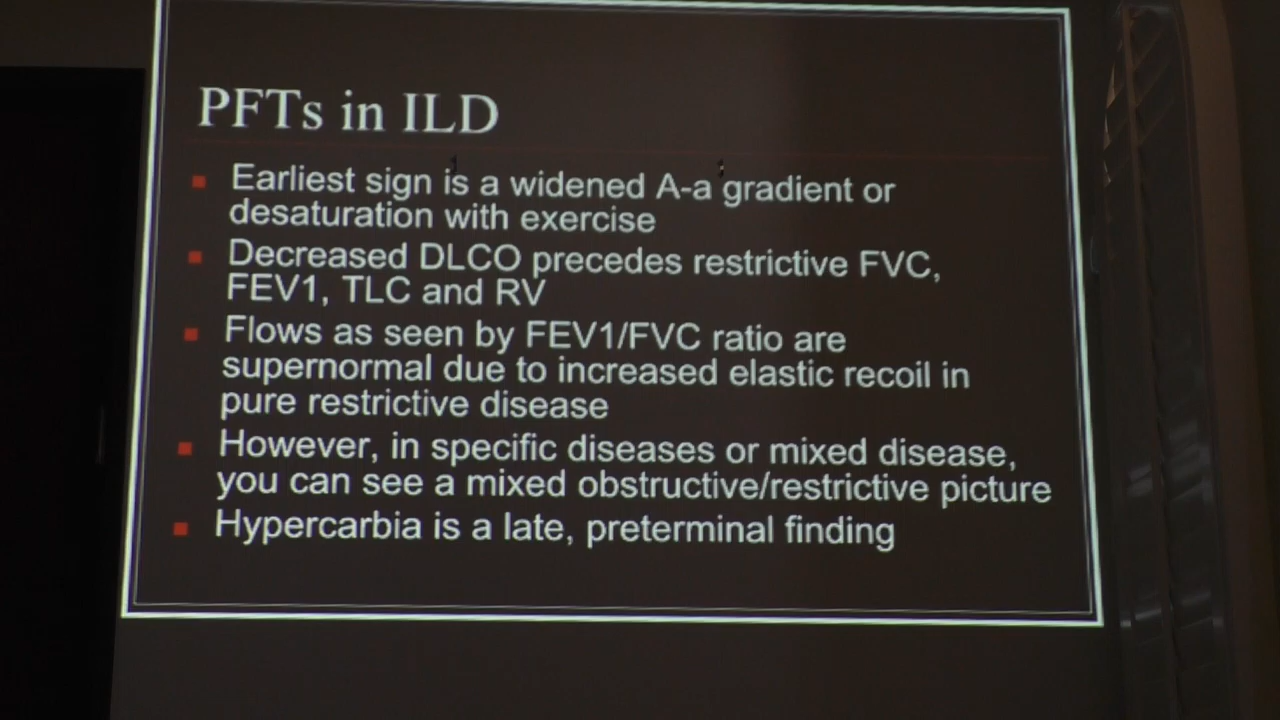 PFTs in ILD
Earliest sign is a widened A-a gradient or
desaturation with exercise
Decreased DLCO precedes restrictive FVC,
FEV1, TLC and RV
Flows as seen by FEV1/FVC ratio are
supernormal due to increased elastic recoil in
pure restrictive disease
However, in specific diseases or mixed disease,
you can see a mixed obstructive/restrictive picture
Hypercarbia is a late, preterminal finding